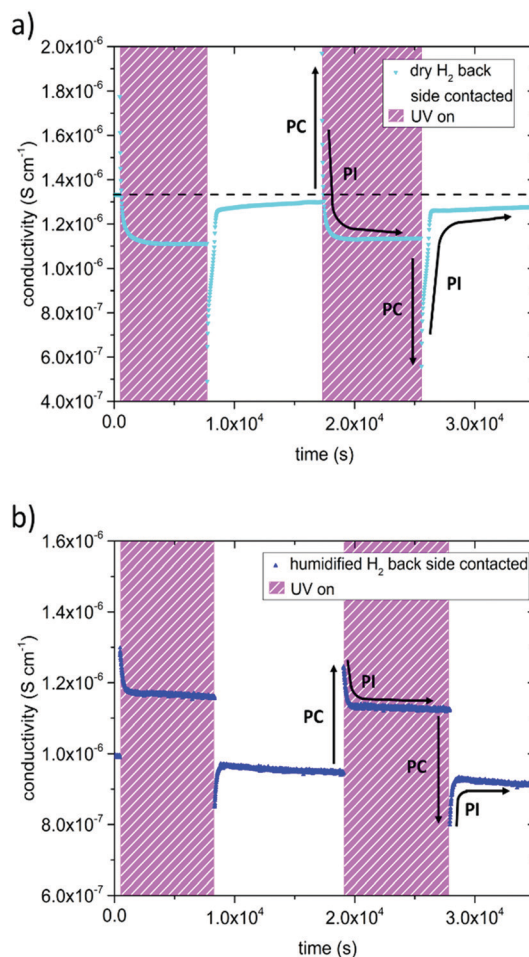 a)
2.0x10⁻⁶
1.8x10⁻⁶
1.6x10⁻⁶
1.4x10⁻⁶
1.2x10⁻⁶
1.0x10⁻⁶
8.0x10⁻⁷
6.0x10⁻⁷
4.0x10⁻⁷
conductivity (S cm⁻¹)
dry H₂ back
side contacted
UV on
PC
PI
PC
PI
0.0
1.0x10⁴
2.0x10⁴
3.0x10⁴
time (s)
b)
1.6x10⁻⁶
1.4x10⁻⁶
1.2x10⁻⁶
1.0x10⁻⁶
8.0x10⁻⁷
6.0x10⁻⁷
conductivity (S cm⁻¹)
humidified H₂ back side contacted
UV on
PI
PC
PC
PI
0.0
1.0x10⁴
2.0x10⁴
3.0x10⁴
time (s)